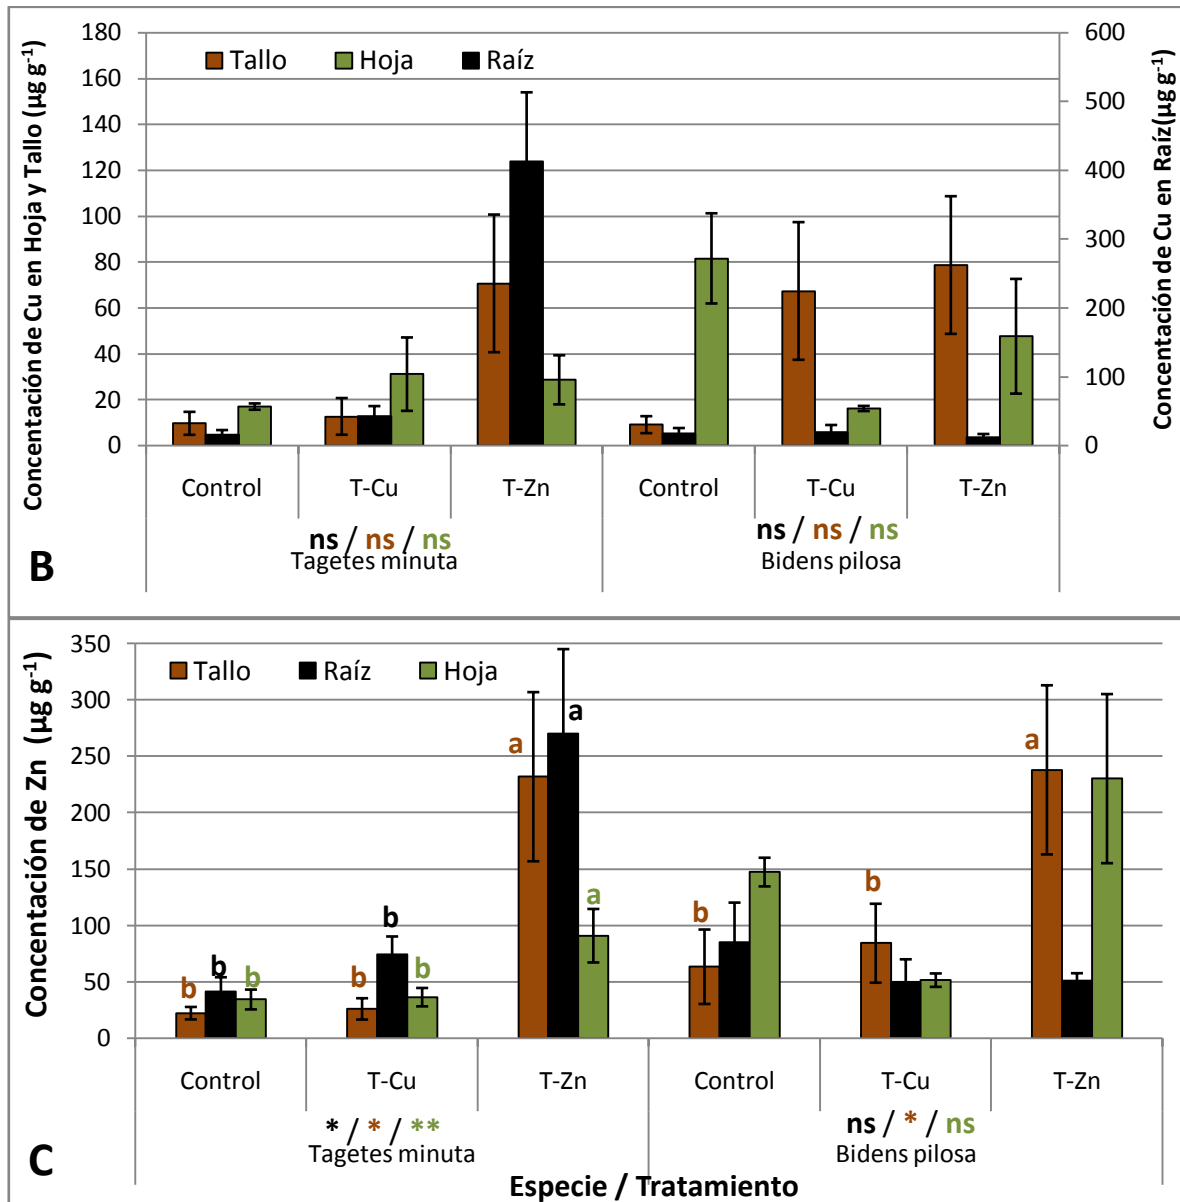 Concentración de Cu en Hoja y Tallo (µg g-1)
180
160
140
120
100
80
60
40
20
0
Tallo Hoja Raíz
600
500
400
300
200
100
0
Concentación de Cu en Raíz(µg g-1)
Control T-Cu T-Zn Control T-Cu T-Zn
ns / ns / ns ns / ns / ns
Tagetes minuta Bidens pilosa
B
Contentación de Zn (µg g-1)
350
300
250
200
150
100
50
0
Tallo Raíz Hoja
b b b b b b a a a b b a
Control T-Cu T-Zn Control T-Cu T-Zn
* / * / ** ns / * / ns
Tagetes minuta Bidens pilosa
C
Especie / Tratamiento